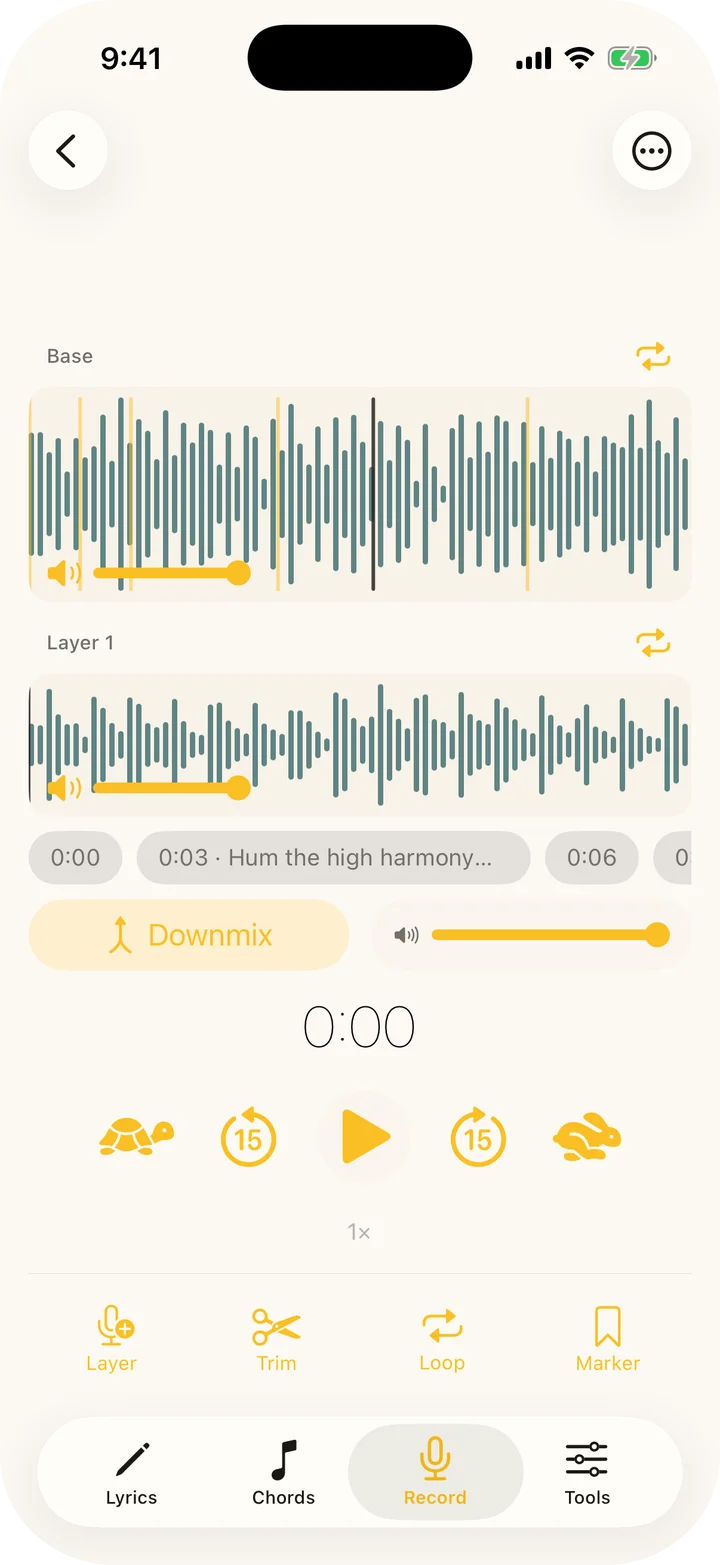 9:41
Base
Layer 1
0:00
0:03 · Hum the high harmony...
0:06
Downmix
0:00
15
15
1×
Layer
Trim
Loop
Marker
Lyrics
Chords
Record
Tools